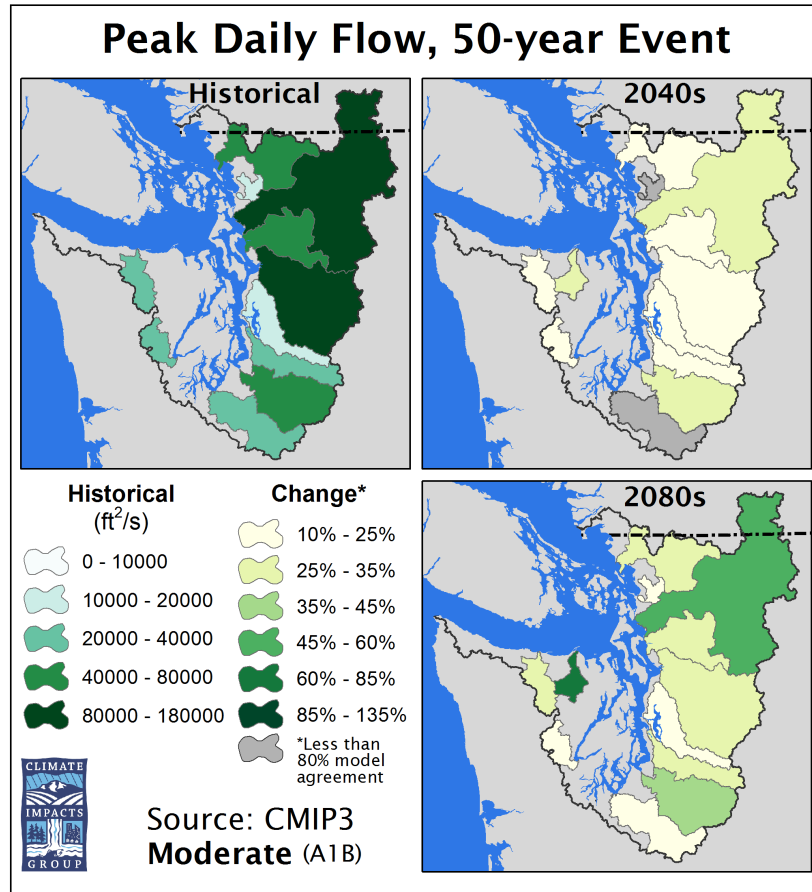 Peak Daily Flow, 50-year Event
Historical
2040s
Historical
(ft²/s)
0 - 10000
10000 - 20000
20000 - 40000
40000 - 80000
80000 - 180000
Change*
10% - 25%
25% - 35%
35% - 45%
45% - 60%
60% - 85%
85% - 135%
*Less than
80% model
agreement
2080s
CLIMATE
IMPACTS
GROUP
Source: CMIP3
Moderate (A1B)